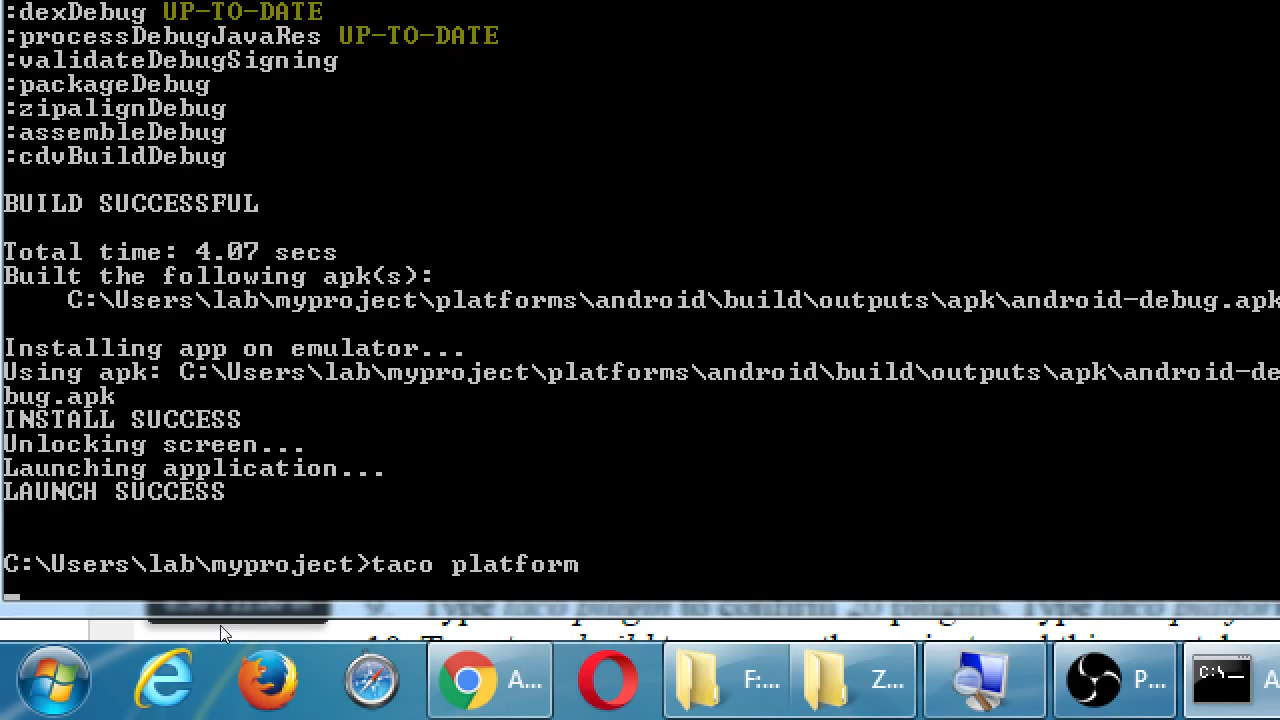 :dexDebug UP-TO-DATE
:processDebugJavaRes UP-TO-DATE
:validateDebugSigning
:packageDebug
:zipalignDebug
:assembleDebug
:cdvBuildDebug
BUILD SUCCESSFUL
Total time: 4.07 secs
Built the following apk(s):
C:\Users\lab\myproject\platforms\android\build\outputs\apk\android-debug.apk
Installing app on emulator...
Using apk: C:\Users\lab\myproject\platforms\android\build\outputs\apk\android-de
bug.apk
INSTALL SUCCESS
Unlocking screen...
Launching application...
LAUNCH SUCCESS
C:\Users\lab\myproject>taco platform
A... F:... Z... P... C:\ A